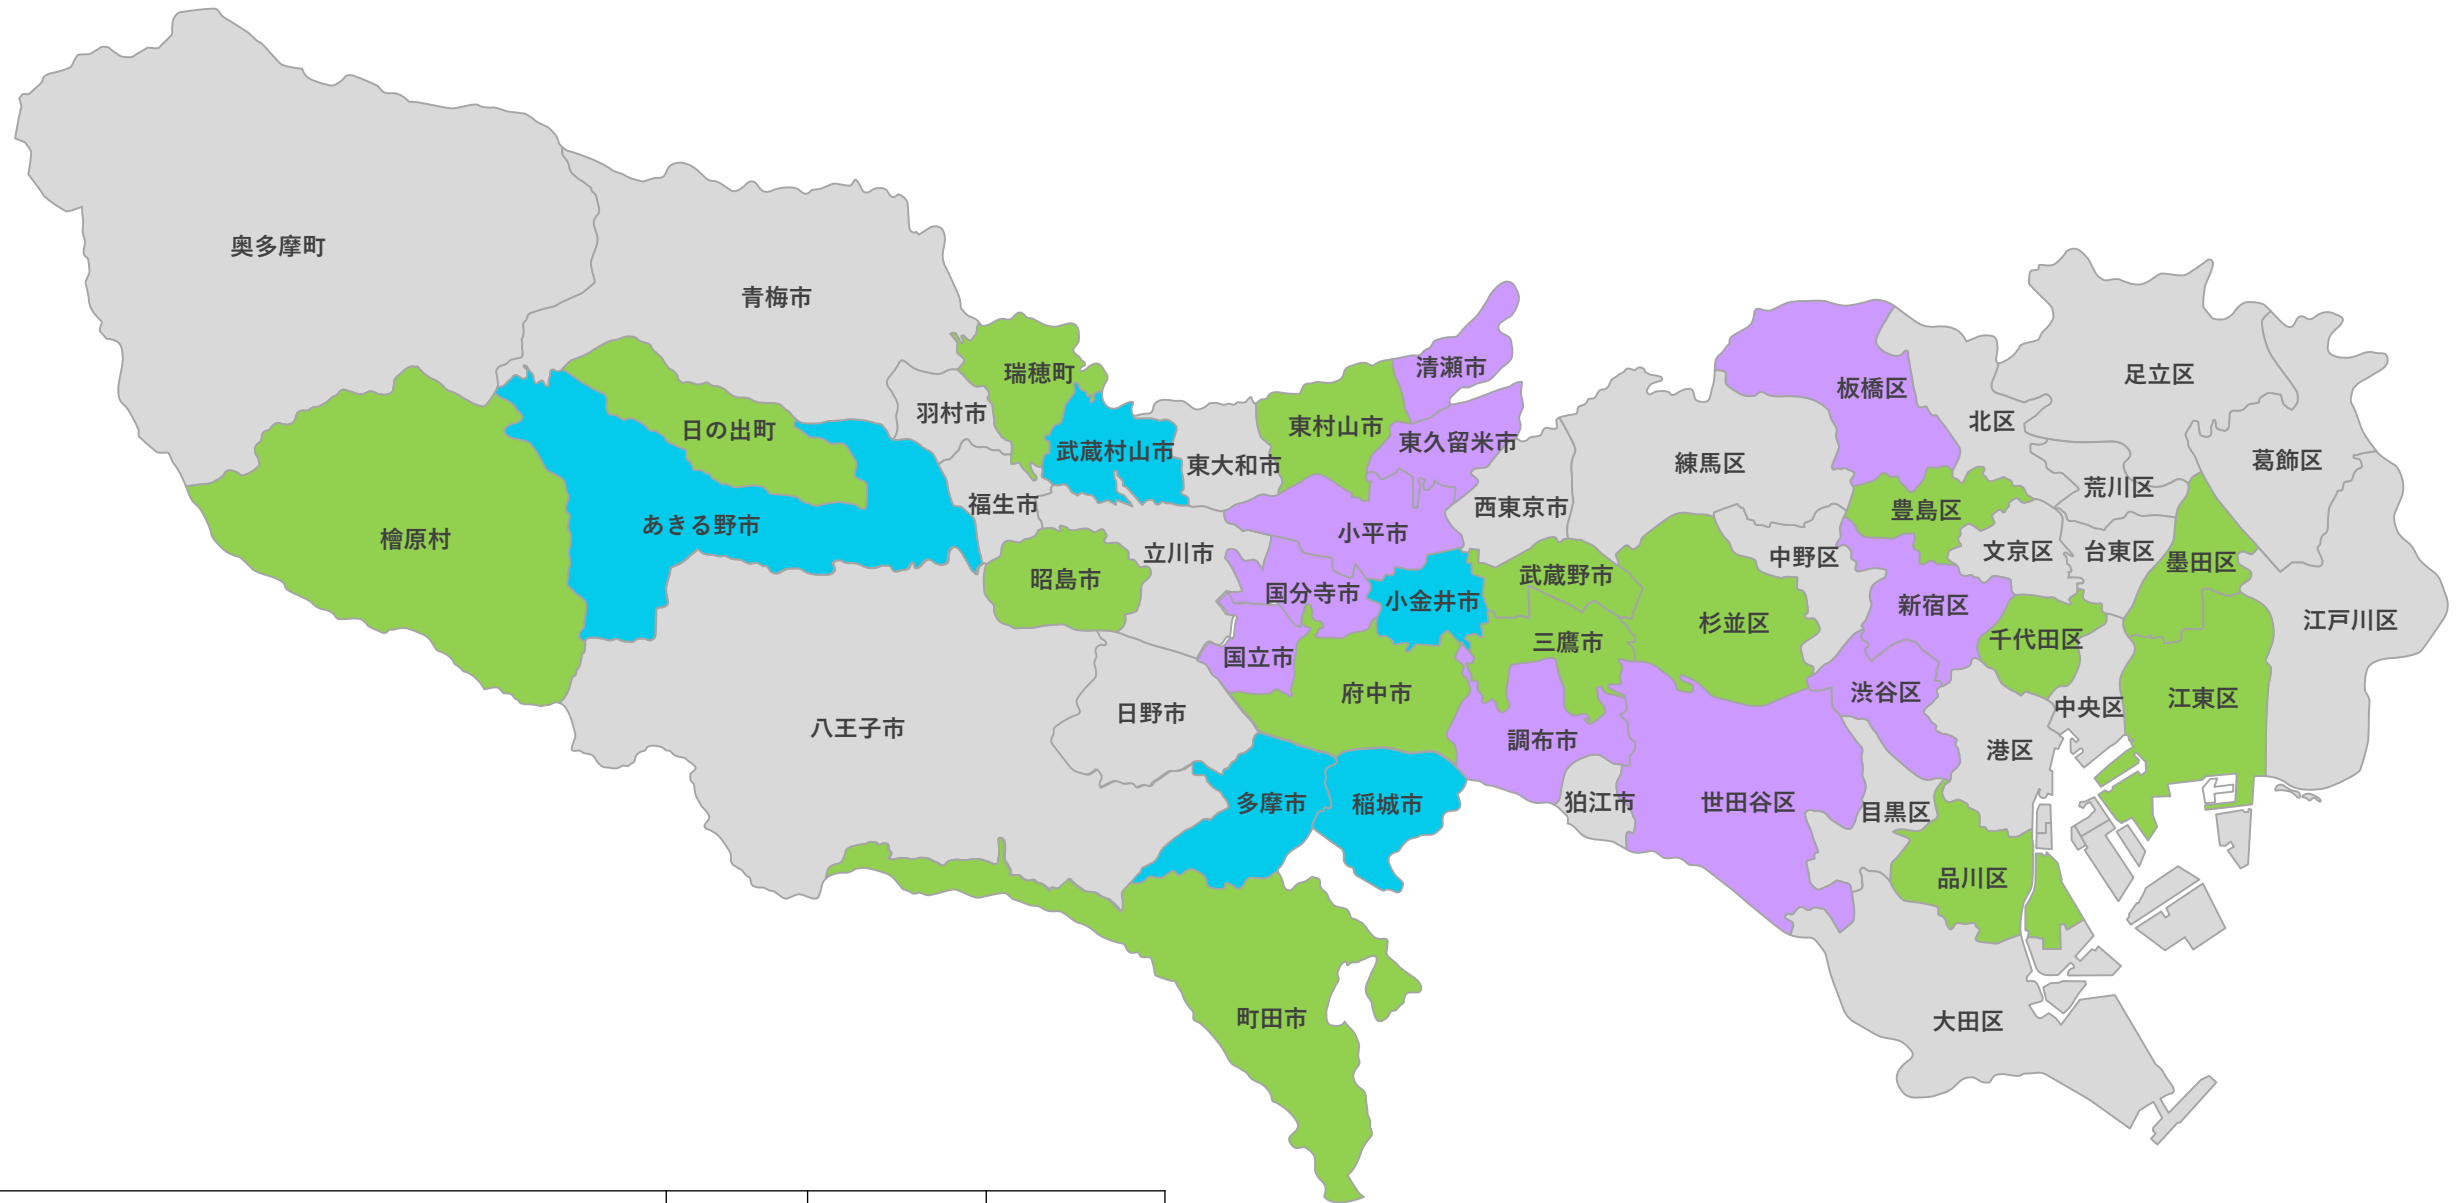 奥多摩町
青梅市
檜原村
日の出町
あきる野市
瑞穂町
羽村市
武蔵村山市
福生市
昭島市
立川市
東大和市
東村山市
清瀬市
東久留米市
小平市
国分寺市
国立市
小金井市
西東京市
武蔵野市
三鷹市
府中市
調布市
狛江市
八王子市
日野市
多摩市
稲城市
町田市
練馬区
板橋区
北区
足立区
葛飾区
荒川区
豊島区
文京区
台東区
墨田区
中野区
杉並区
新宿区
千代田区
江戸川区
渋谷区
中央区
江東区
港区
世田谷区
目黒区
品川区
大田区